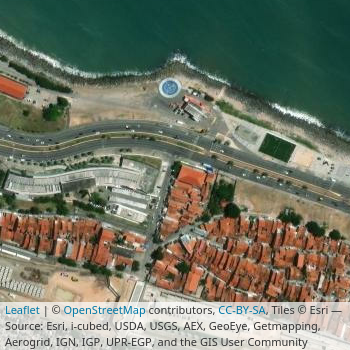 Leaflet | © OpenStreetMap contributors, CC-BY-SA, Tiles © Esri —
Source: Esri, i-cubed, USDA, USGS, AEX, GeoEye, Getmapping,
Aerogrid, IGN, IGP, UPR-EGP, and the GIS User Community